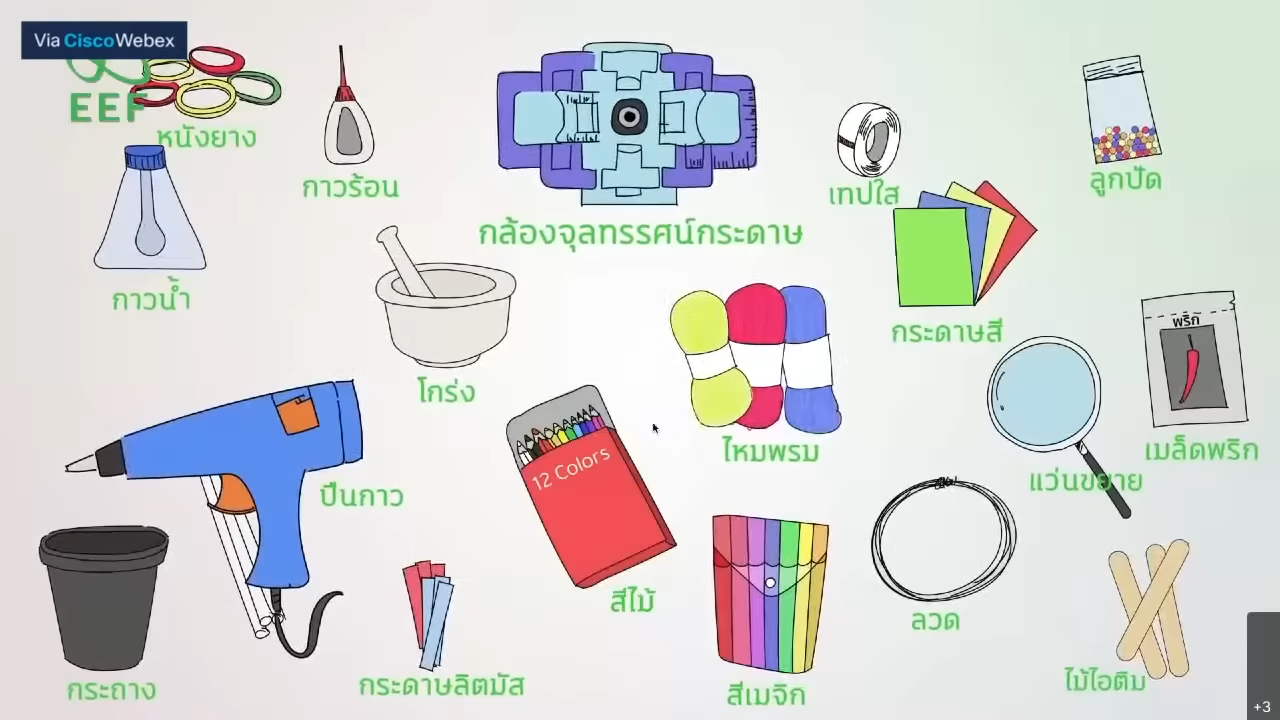 Via Cisco Webex
EEF
หนังยาง
กาวร้อน
กล้องจุลทรรศน์กระดาษ
เทปใส
ลูกปัด
กาวน้ำ
โกร่ง
กระดาษสี
พริก
เมล็ดพริก
ไหมพรม
แว่นขยาย
12 Colors
ปืนกาว
สีไม้
ลวด
กระถาง
กระดาษลิตมัส
สีเมจิก
ไม้ไอติม
+3